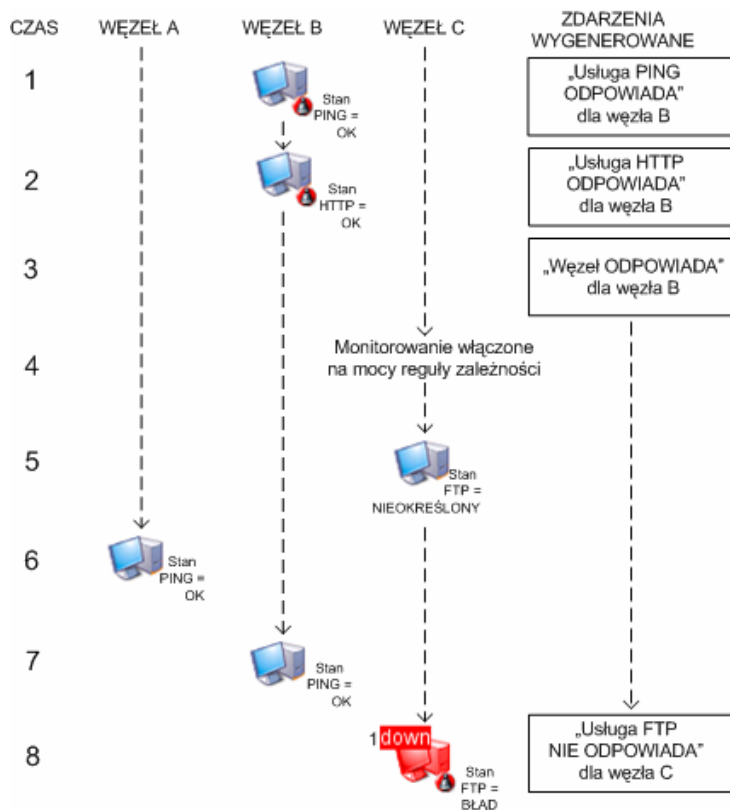 CZAS
WĘZEŁ A
WĘZEŁ B
WĘZEŁ C
ZDARZENIA
WYGENEROWANE
1
Stan
PING =
OK
„Usługa PING
ODPOWIADA”
dla węzła B
2
Stan
HTTP =
OK
„Usługa HTTP
ODPOWIADA”
dla węzła B
3
„Węzeł ODPOWIADA”
dla węzła B
4
Monitorowanie włączone
na mocy reguły zależności
5
Stan
FTP =
NIEOKREŚLONY
6
Stan
PING =
OK
7
Stan
PING =
OK
8
1 down
Stan
FTP =
BŁAD
„Usługa FTP
NIE ODPOWIADA”
dla węzła C